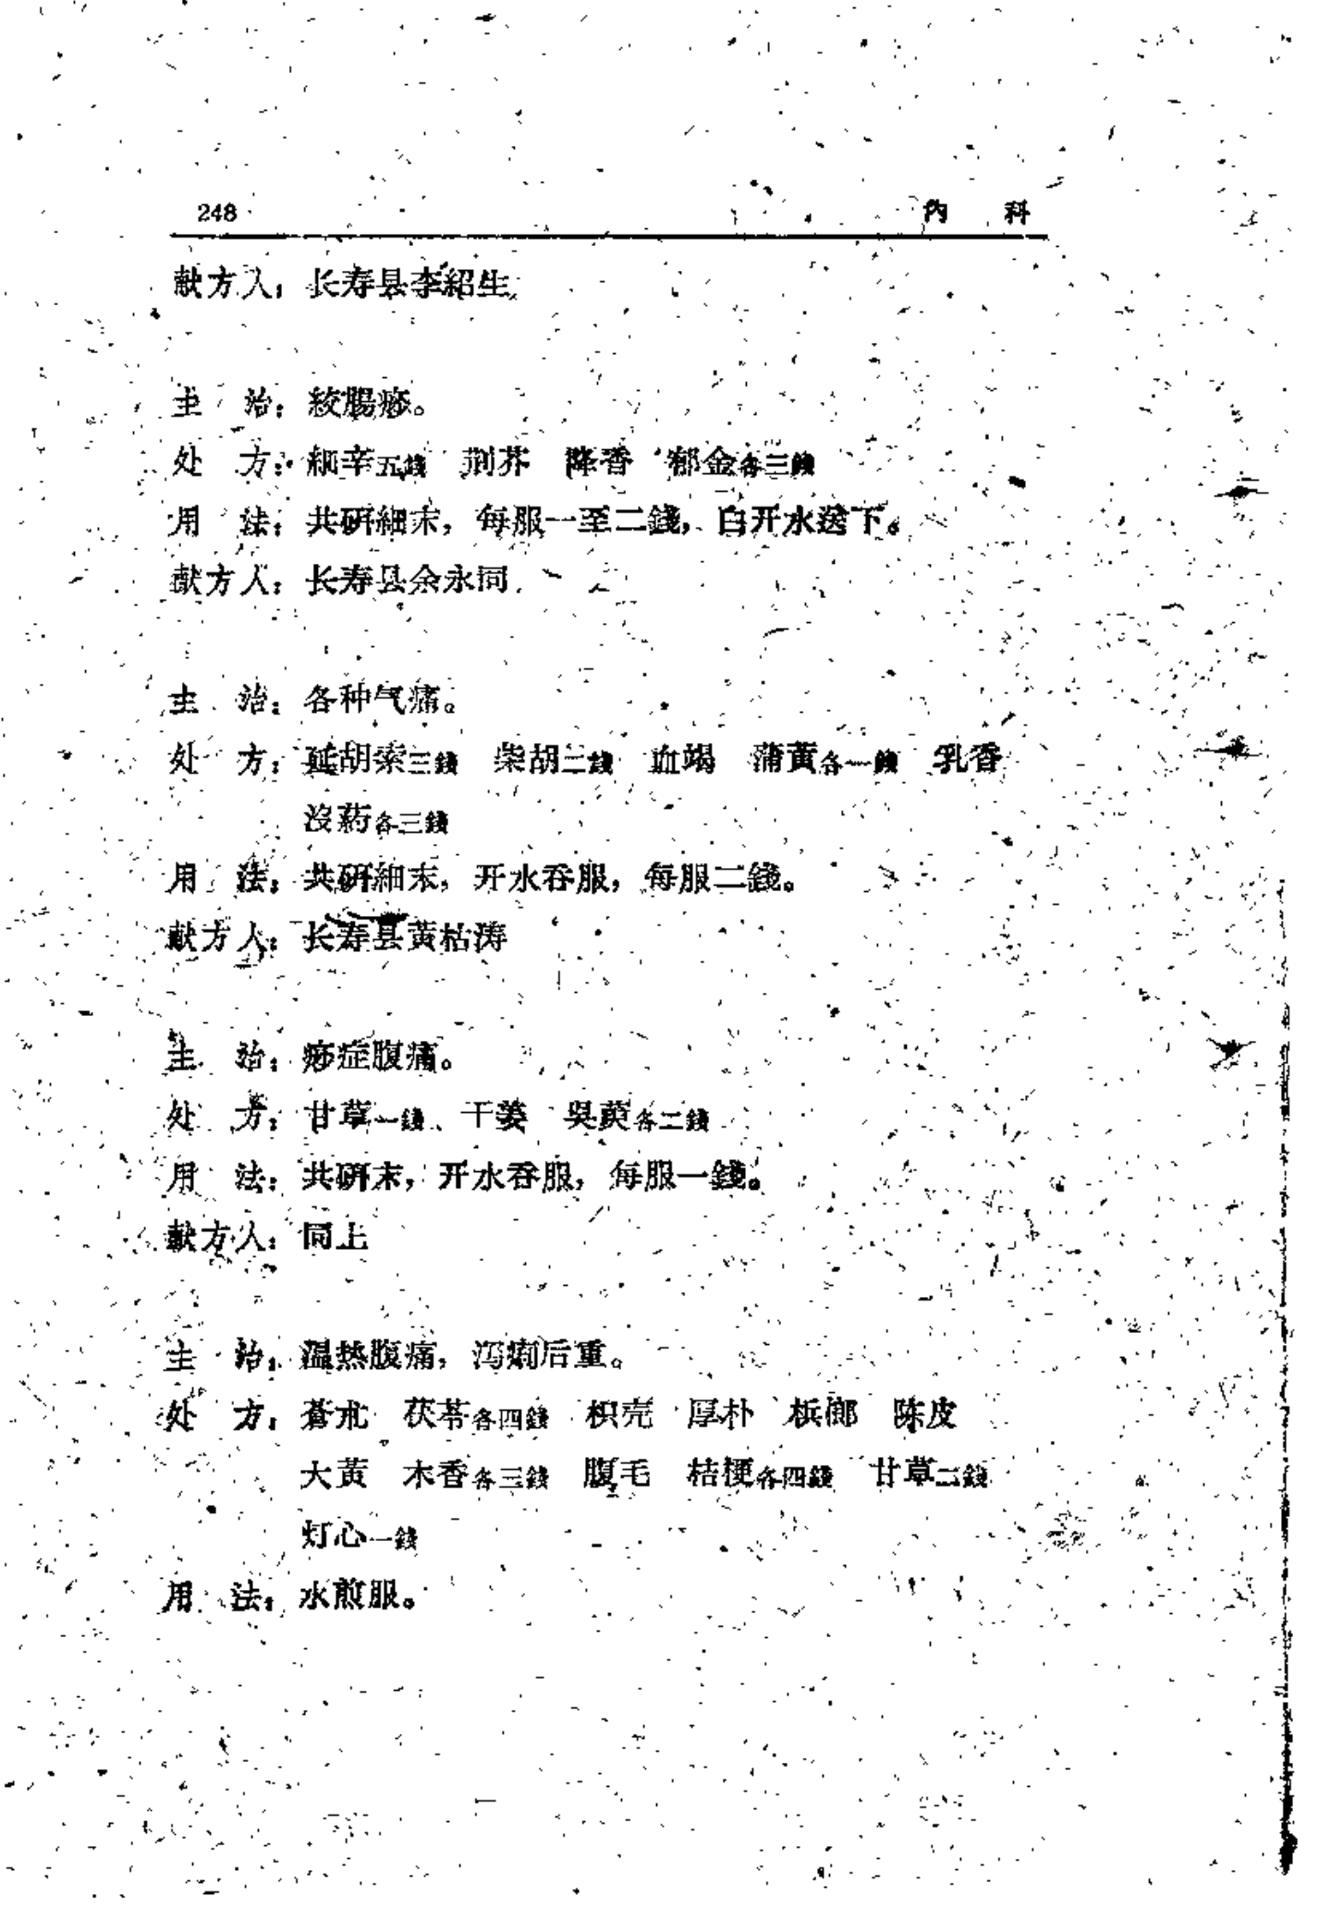 248 内 科
献方人：长寿县李紹生
主 治：絞腸痧。
处 方：細辛五錢 荆芥 降香 郁金各三錢
用 法：共研細末，每服一至二錢，白开水送下。
献方人：长寿县余永同
主 治：各种气痛。
处 方：延胡索三錢 柴胡二錢 血竭 蒲黄各一錢 乳香
沒药各三錢
用 法：共研細末，开水吞服，每服二錢。
献方人：长寿县黄枯涛
主 治：痧症腹痛。
处 方：甘草一錢 干姜 吳萸各二錢
用 法：共研末，开水吞服，每服一錢。
献方人：同上
主 治：温热腹痛，泻痢后重。
处 方：蒼朮 茯苓各四錢 枳壳 厚朴 梹榔 陈皮
大黄 木香各三錢 腹毛 桔梗各四錢 甘草二錢
灯心一錢
用 法：水煎服。